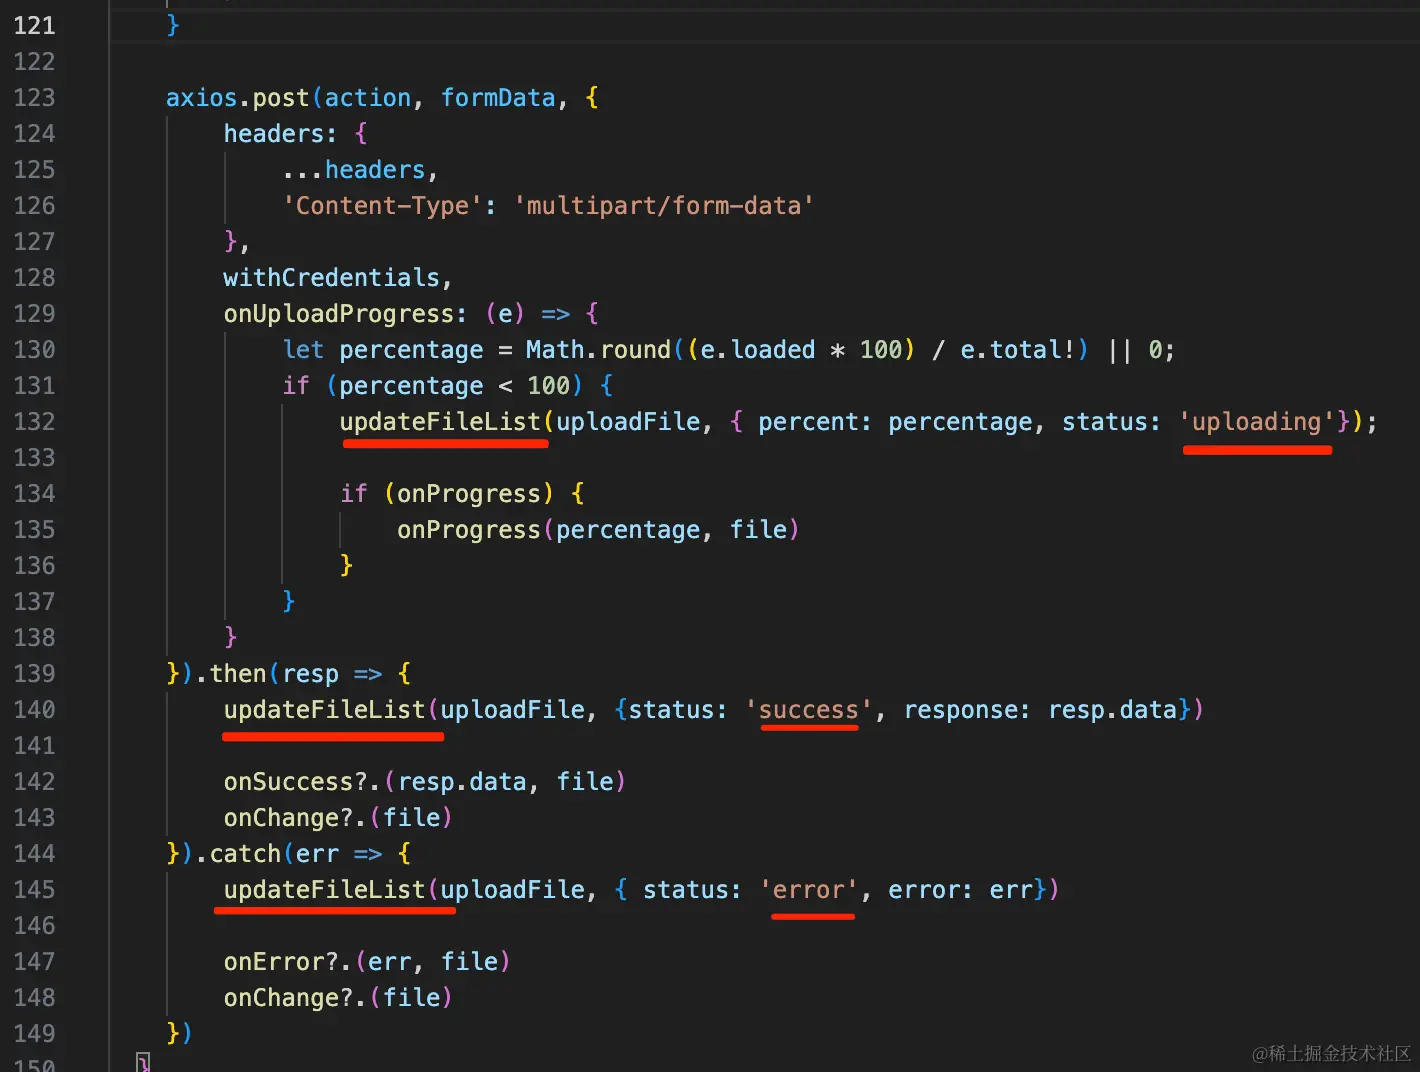 121 }
122
123 axios.post(action, formData, {
124 headers: {
125 ...headers,
126 'Content-Type': 'multipart/form-data'
127 },
128 withCredentials,
129 onUploadProgress: (e) => {
130 let percentage = Math.round((e.loaded * 100) / e.total!) || 0;
131 if (percentage < 100) {
132 updateFileList(uploadFile, { percent: percentage, status: 'uploading'});
133
134 if (onProgress) {
135 onProgress(percentage, file)
136 }
137 }
138 }
139 }).then(resp => {
140 updateFileList(uploadFile, {status: 'success', response: resp.data})
141
142 onSuccess?.(resp.data, file)
143 onChange?.(file)
144 }).catch(err => {
145 updateFileList(uploadFile, { status: 'error', error: err})
146
147 onError?.(err, file)
148 onChange?.(file)
149 })
150 }
@稀土掘金技术社区